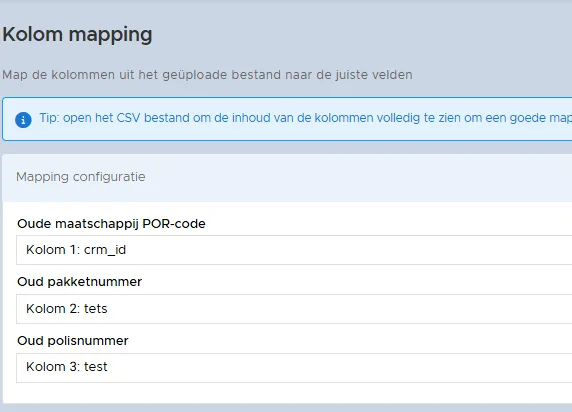 Kolom mapping
Map de kolommen uit het geüploade bestand naar de juiste velden
Tip: open het CSV bestand om de inhoud van de kolommen volledig te zien om een goede map
Mapping configuratie
Oude maatschappij POR-code
Kolom 1: crm_id
Oud pakketnummer
Kolom 2: tets
Oud polisnummer
Kolom 3: test